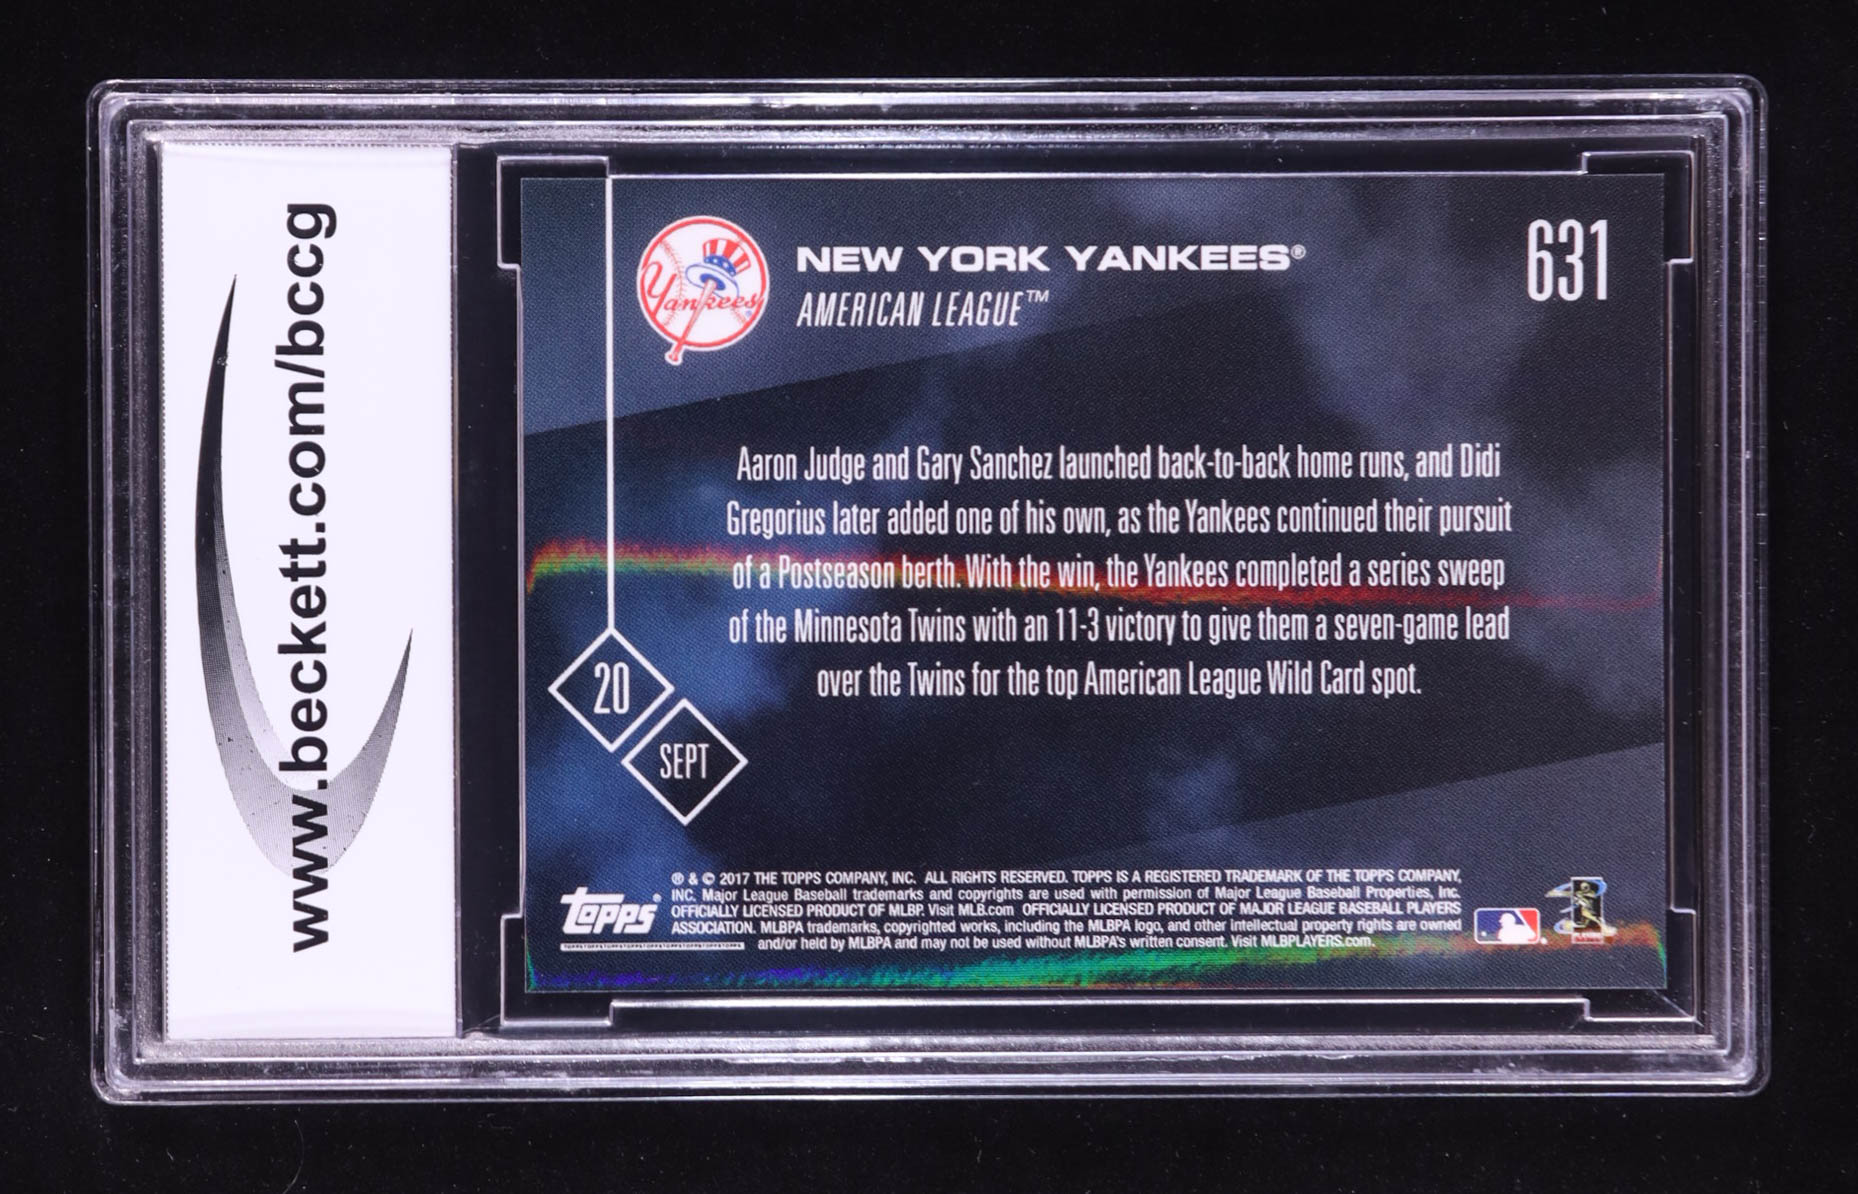 www.beckett.com/bccg
Yankees
NEW YORK YANKEES®
AMERICAN LEAGUE™
631
Aaron Judge and Gary Sanchez launched back-to-back home runs, and Didi
Gregorius later added one of his own, as the Yankees continued their pursuit
of a Postseason berth. With the win, the Yankees completed a series sweep
of the Minnesota Twins with an 11-3 victory to give them a seven-game lead
over the Twins for the top American League Wild Card spot.
20
SEPT
topps®
® & © 2017 THE TOPPS COMPANY, INC. ALL RIGHTS RESERVED. TOPPS IS A REGISTERED TRADEMARK OF THE TOPPS COMPANY,
INC. Major League Baseball trademarks and copyrights are used with permission of Major League Baseball Properties, Inc.
OFFICIALLY LICENSED PRODUCT OF MLBP. Visit MLB.com OFFICIALLY LICENSED PRODUCT OF MAJOR LEAGUE BASEBALL PLAYERS
ASSOCIATION. MLBPA trademarks, copyrighted works, including the MLBPA logo, and other intellectual property rights are owned
and/or held by MLBPA and may not be used without MLBPA's written consent. Visit MLBPLAYERS.com.